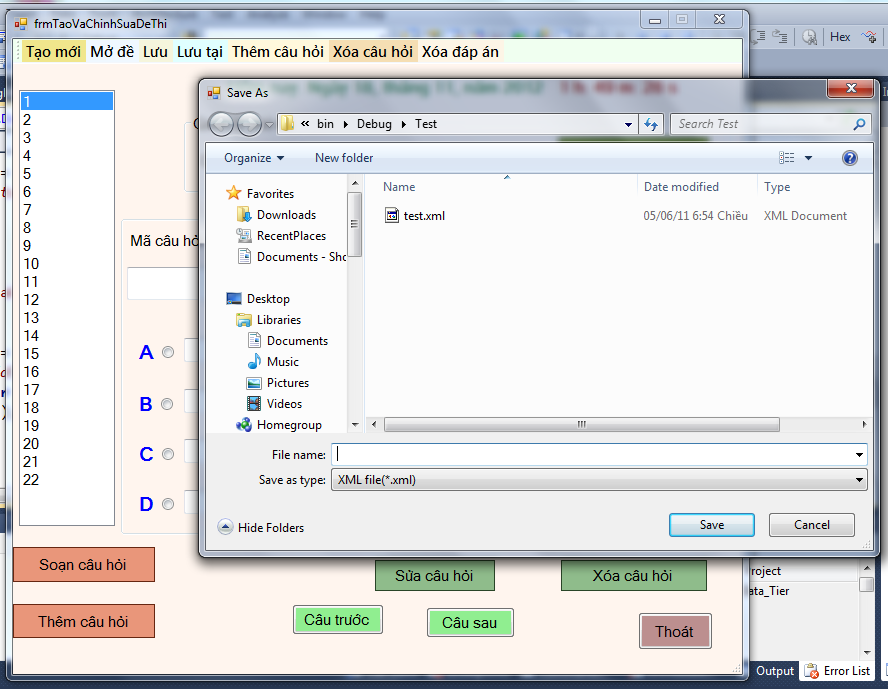 frmTaoVaChinhSuaDeThi
Tạo mới Mở đề Lưu Lưu tại Thêm câu hỏi Xóa câu hỏi Xóa đáp án
Hex
Save As
« bin Debug Test
Search Test
Organize New folder
Name Date modified Type
test.xml 05/06/11 6:54 Chiều XML Document
Favorites
Downloads
RecentPlaces
Documents - Sho
Desktop
Libraries
Documents
Music
Pictures
Videos
Homegroup
File name:
Save as type: XML file(*.xml)
Hide Folders
Save Cancel
1
2
3
4
5
6
7
8
9
10
11
12
13
14
15
16
17
18
19
20
21
22
Mã câu hỏ
A
B
C
D
Soạn câu hỏi
Sửa câu hỏi
Xóa câu hỏi
Thêm câu hỏi
Câu trước
Câu sau
Thoát
roject
ata_Tier
Output Error List